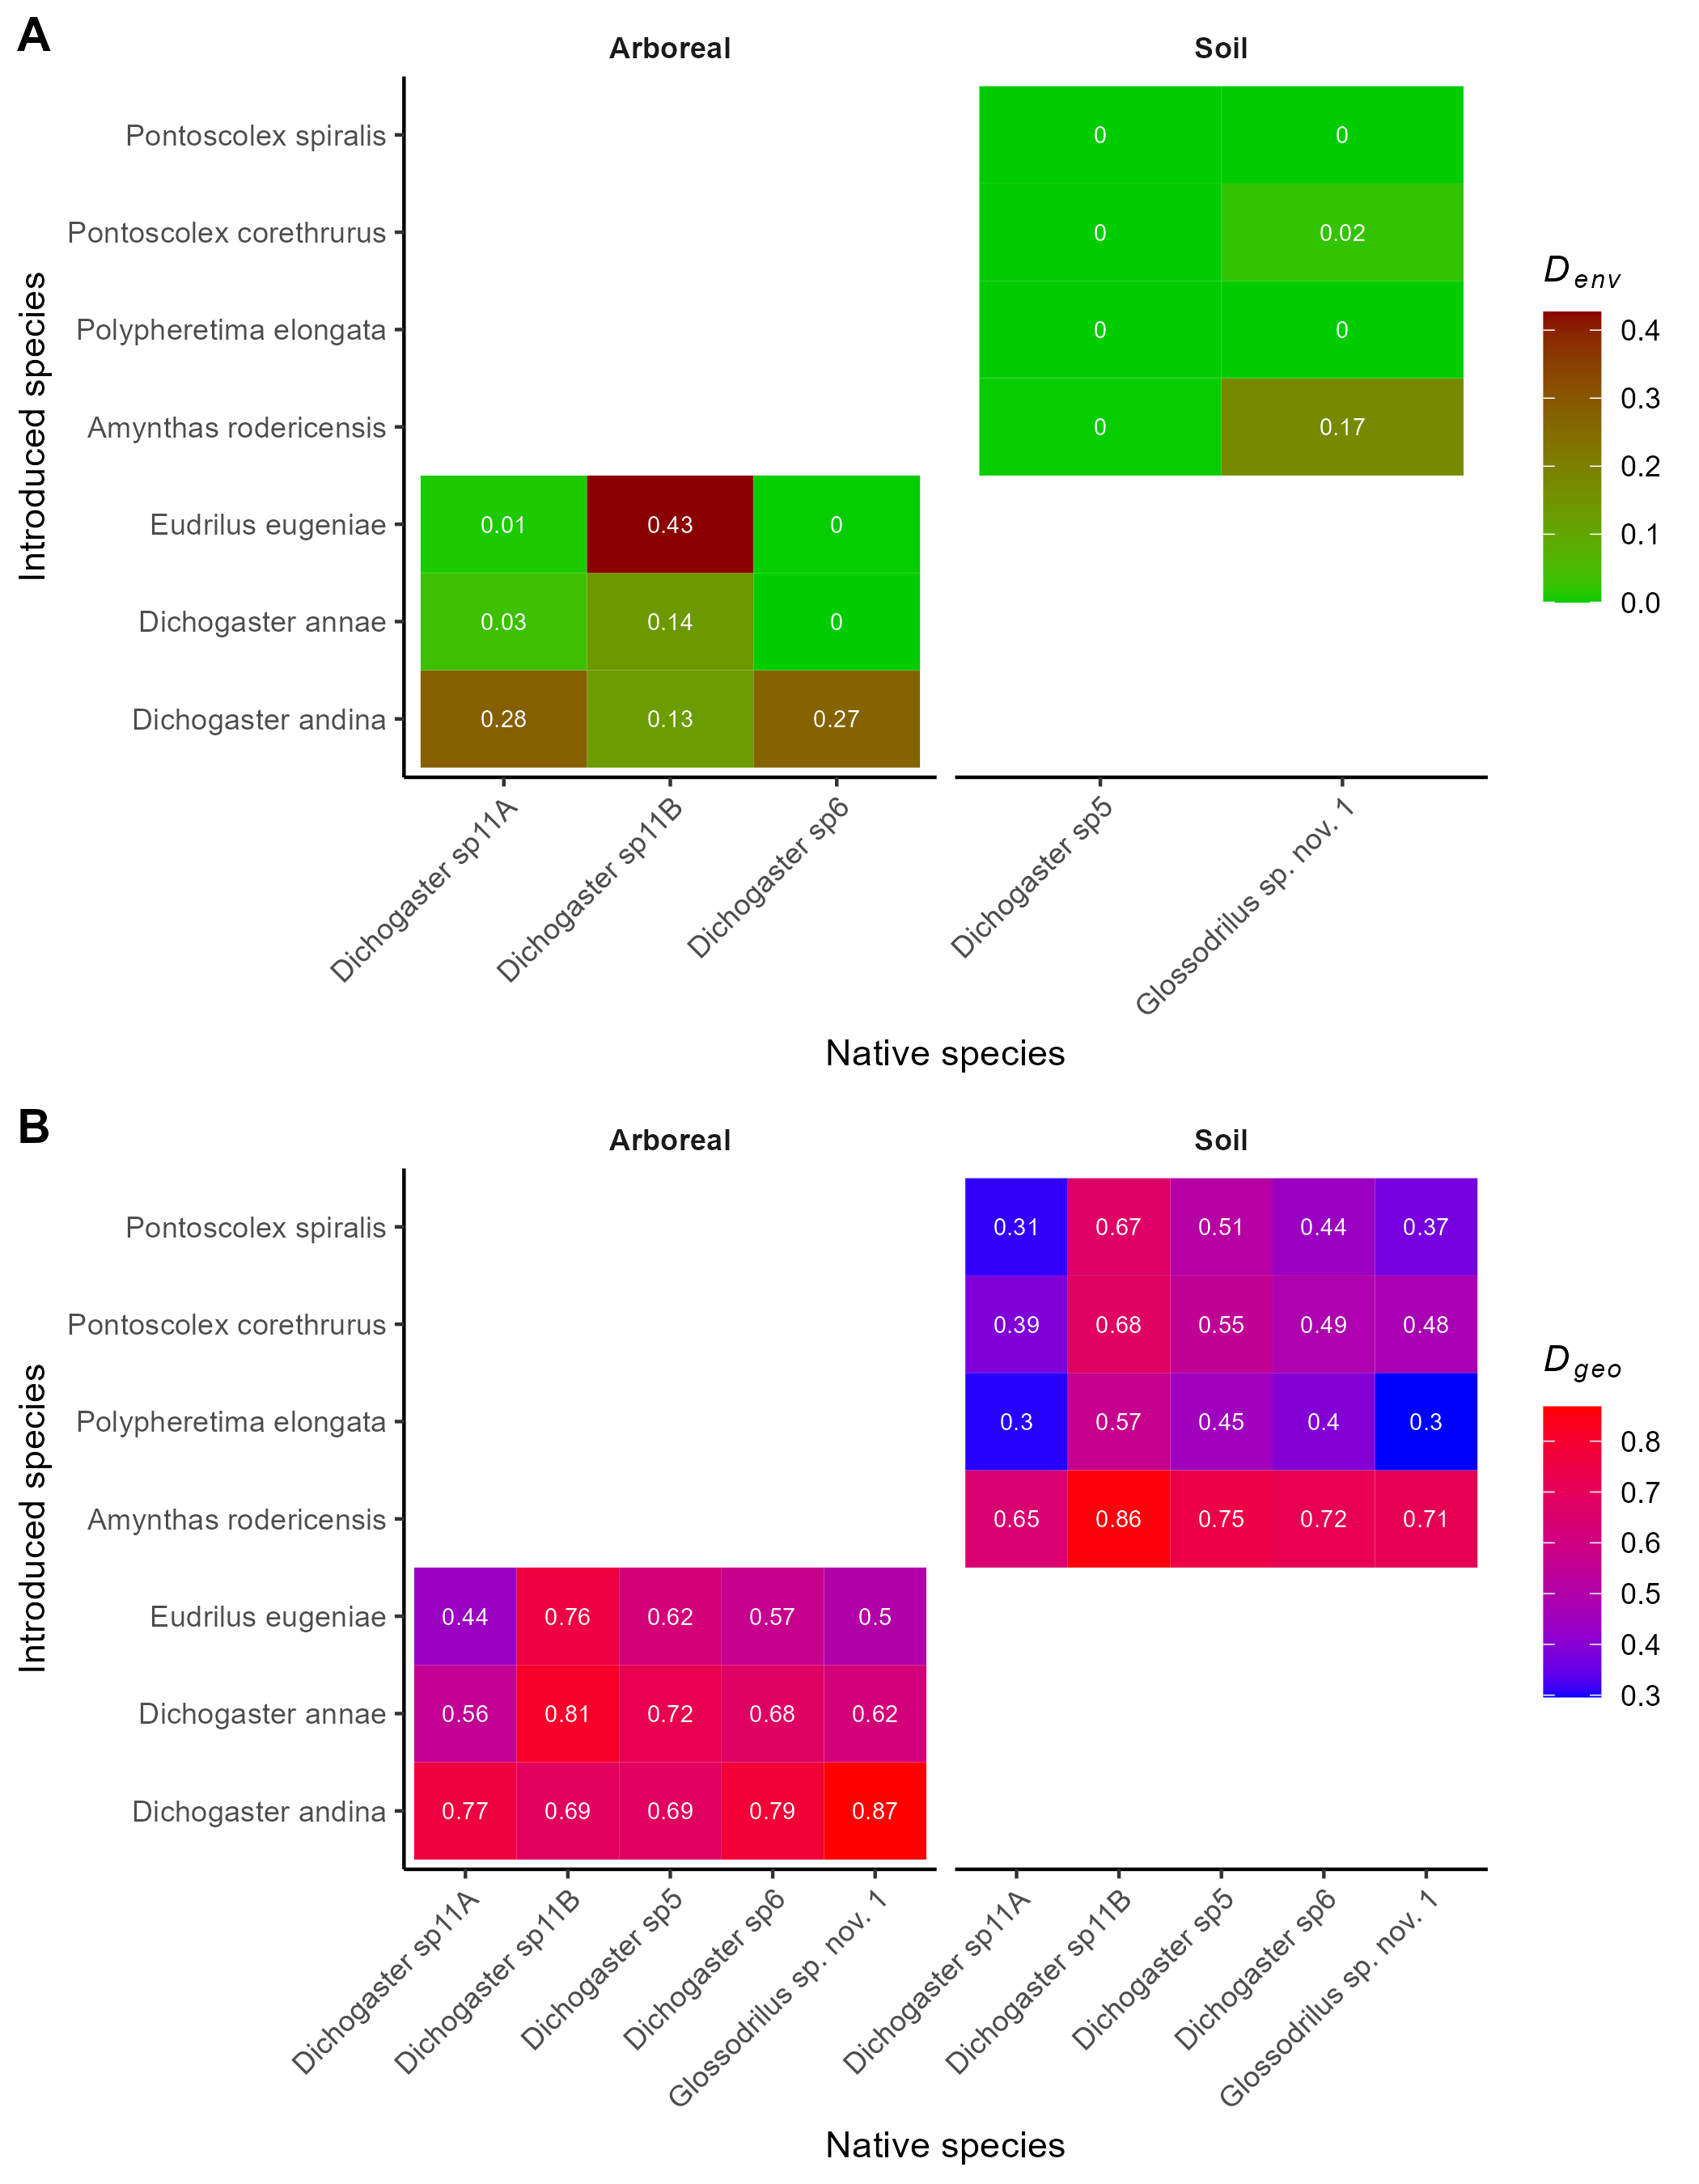 A
Arboreal Soil
Introduced species
Pontoscolex spiralis 0 0
Pontoscolex corethrurus 0 0.02
Polypheretima elongata 0 0
Amynthas rodericensis 0 0.17
Eudrilus eugeniae 0.01 0.43 0
Dichogaster annae 0.03 0.14 0
Dichogaster andina 0.28 0.13 0.27
Dichogaster sp11A
Dichogaster sp11B
Dichogaster sp6
Dichogaster sp5
Glossodrilus sp. nov. 1
Native species
D env
0.4
0.3
0.2
0.1
0.0
B
Arboreal Soil
Introduced species
Pontoscolex spiralis 0.31 0.67 0.51 0.44 0.37
Pontoscolex corethrurus 0.39 0.68 0.55 0.49 0.48
Polypheretima elongata 0.3 0.57 0.45 0.4 0.3
Amynthas rodericensis 0.65 0.86 0.75 0.72 0.71
Eudrilus eugeniae 0.44 0.76 0.62 0.57 0.5
Dichogaster annae 0.56 0.81 0.72 0.68 0.62
Dichogaster andina 0.77 0.69 0.69 0.79 0.87
Dichogaster sp11A
Dichogaster sp11B
Dichogaster sp5
Dichogaster sp6
Glossodrilus sp. nov. 1
Dichogaster sp11A
Dichogaster sp11B
Dichogaster sp5
Dichogaster sp6
Glossodrilus sp. nov. 1
Native species
D geo
0.8
0.7
0.6
0.5
0.4
0.3